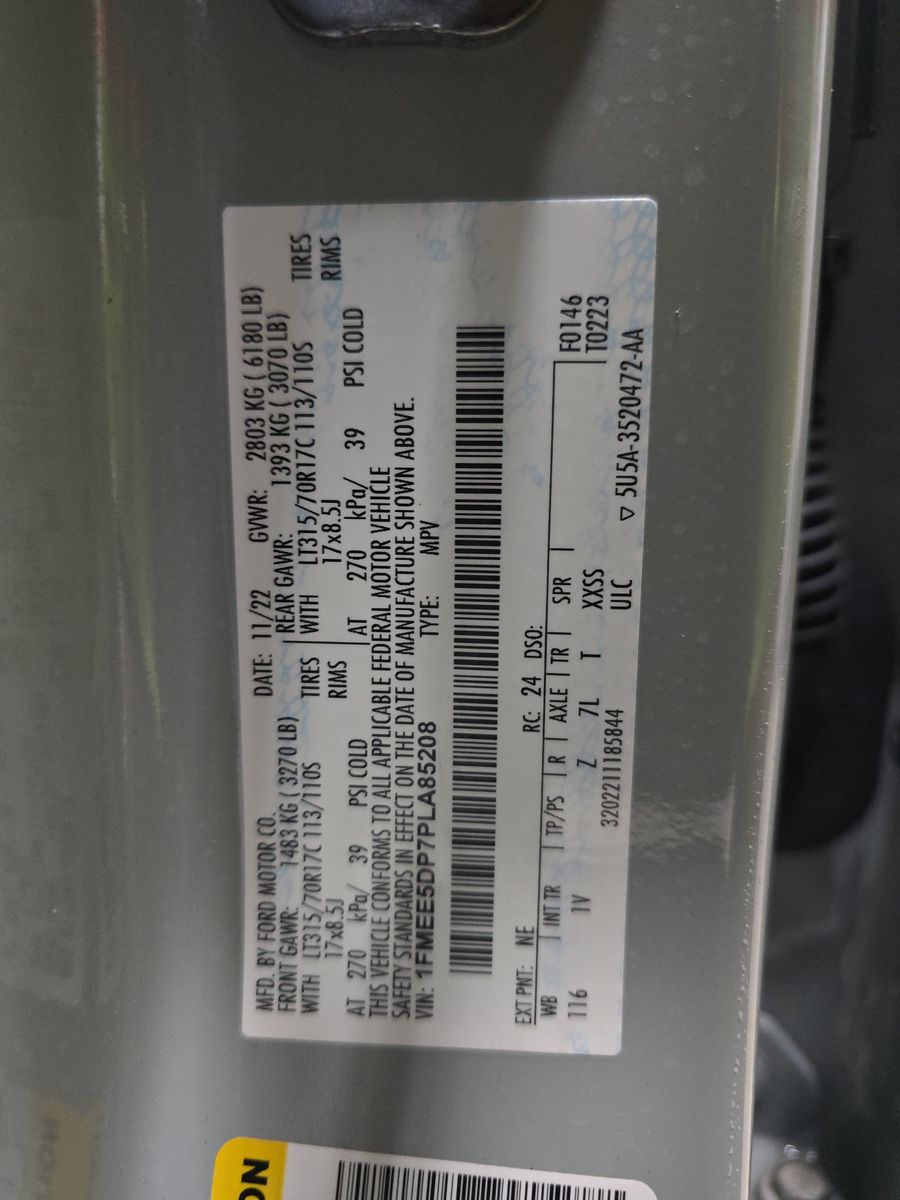 MFD. BY FORD MOTOR CO. DATE: 11/22 GVWR: 2803 KG ( 6180 LB)
FRONT GAWR: 1483 KG ( 3270 LB) REAR GAWR: 1393 KG ( 3070 LB)
WITH LT315/70R17C 113/110S TIRES WITH LT315/70R17C 113/110S TIRES
17x8.5J RIMS 17x8.5J RIMS
AT 270 kPa/ 39 PSI COLD AT 270 kPa/ 39 PSI COLD
THIS VEHICLE CONFORMS TO ALL APPLICABLE FEDERAL MOTOR VEHICLE
SAFETY STANDARDS IN EFFECT ON THE DATE OF MANUFACTURE SHOWN ABOVE.
VIN: 1FMEE5DP7PLA85208 TYPE: MPV
EXT PNT: NE RC: 24 DSO:
WB INT TR TP/PS R AXLE TR SPR F0146
116 1V Z 7L T XXSS T0223
3202211185844 ULC
▽ 5U5A-3520472-AA
ON